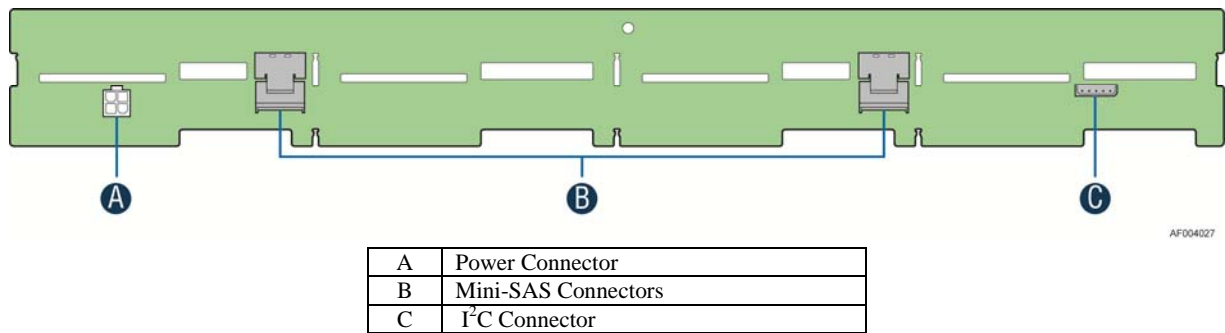 A
B
C
AF004027
A Power Connector
B Mini-SAS Connectors
C I²C Connector